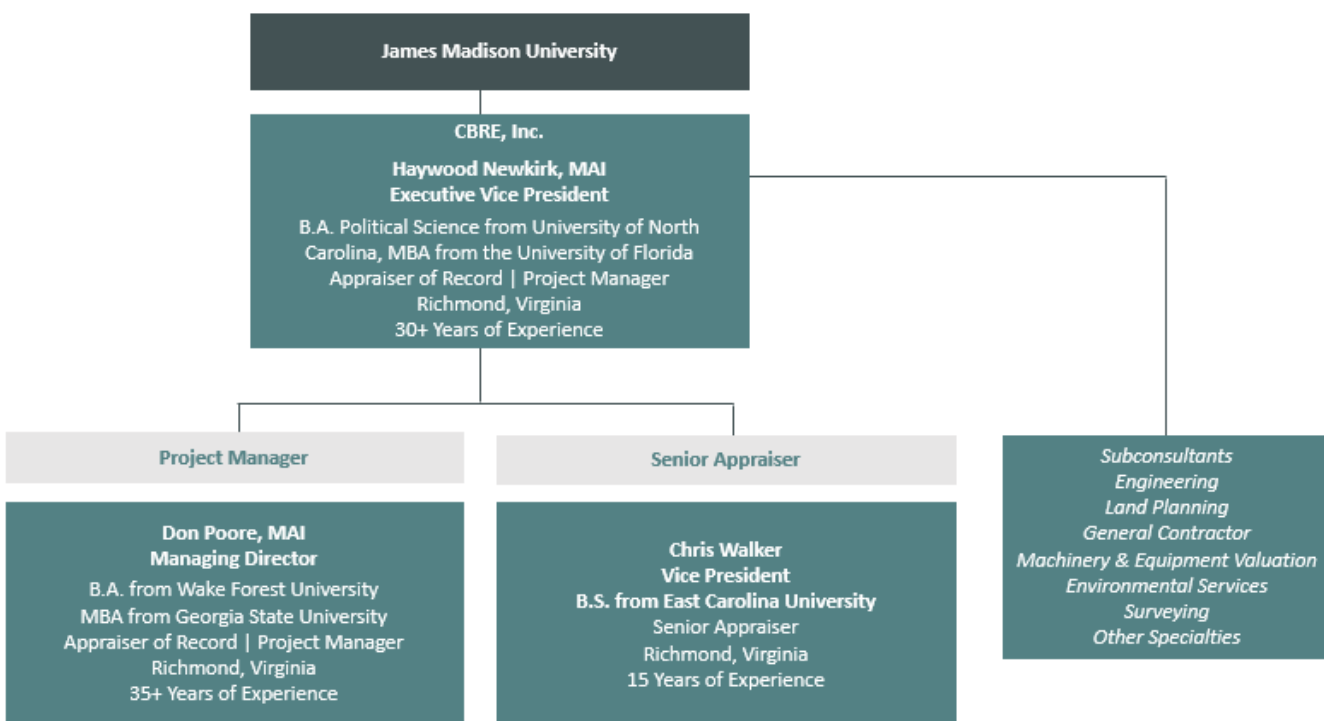 James Madison University
CBRE, Inc.
Haywood Newkirk, MAI
Executive Vice President
B.A. Political Science from University of North
Carolina, MBA from the University of Florida
Appraiser of Record | Project Manager
Richmond, Virginia
30+ Years of Experience
Project Manager
Don Poore, MAI
Managing Director
B.A. from Wake Forest University
MBA from Georgia State University
Appraiser of Record | Project Manager
Richmond, Virginia
35+ Years of Experience
Senior Appraiser
Chris Walker
Vice President
B.S. from East Carolina University
Senior Appraiser
Richmond, Virginia
15 Years of Experience
Subconsultants
Engineering
Land Planning
General Contractor
Machinery & Equipment Valuation
Environmental Services
Surveying
Other Specialties